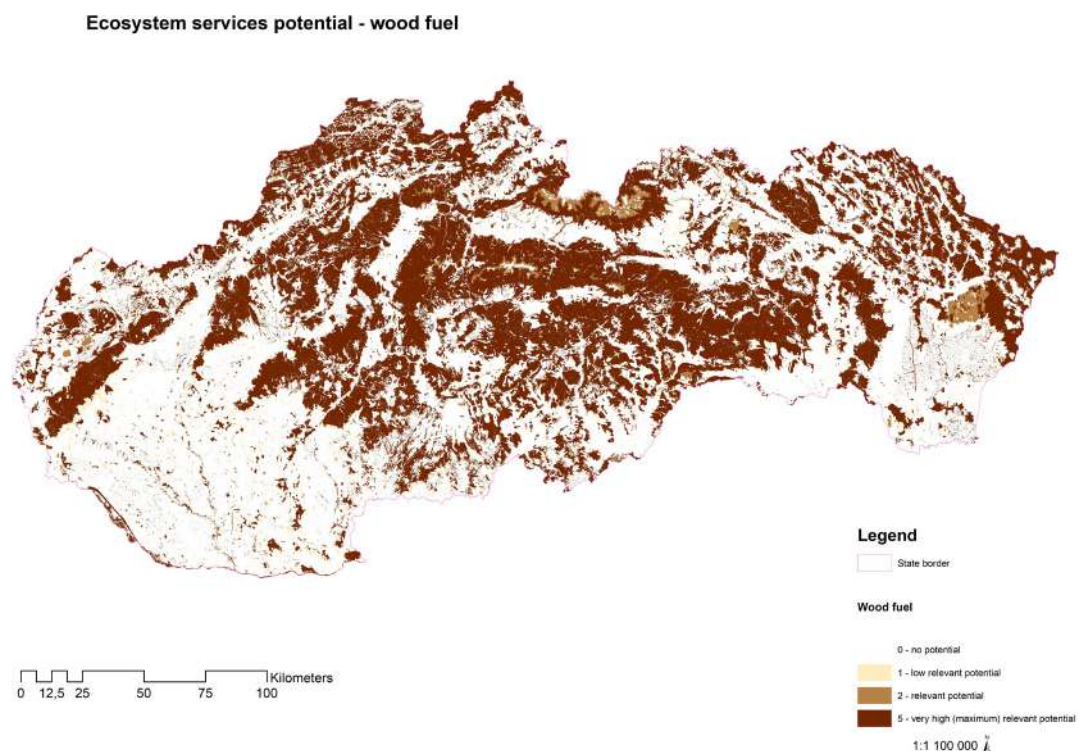 Ecosystem services potential - wood fuel
Legend
State border
Wood fuel
0 - no potential
1 - low relevant potential
2 - relevant potential
5 - very high (maximum) relevant potential
Kilometers
0 12,5 25 50 75 100
1:1 100 000